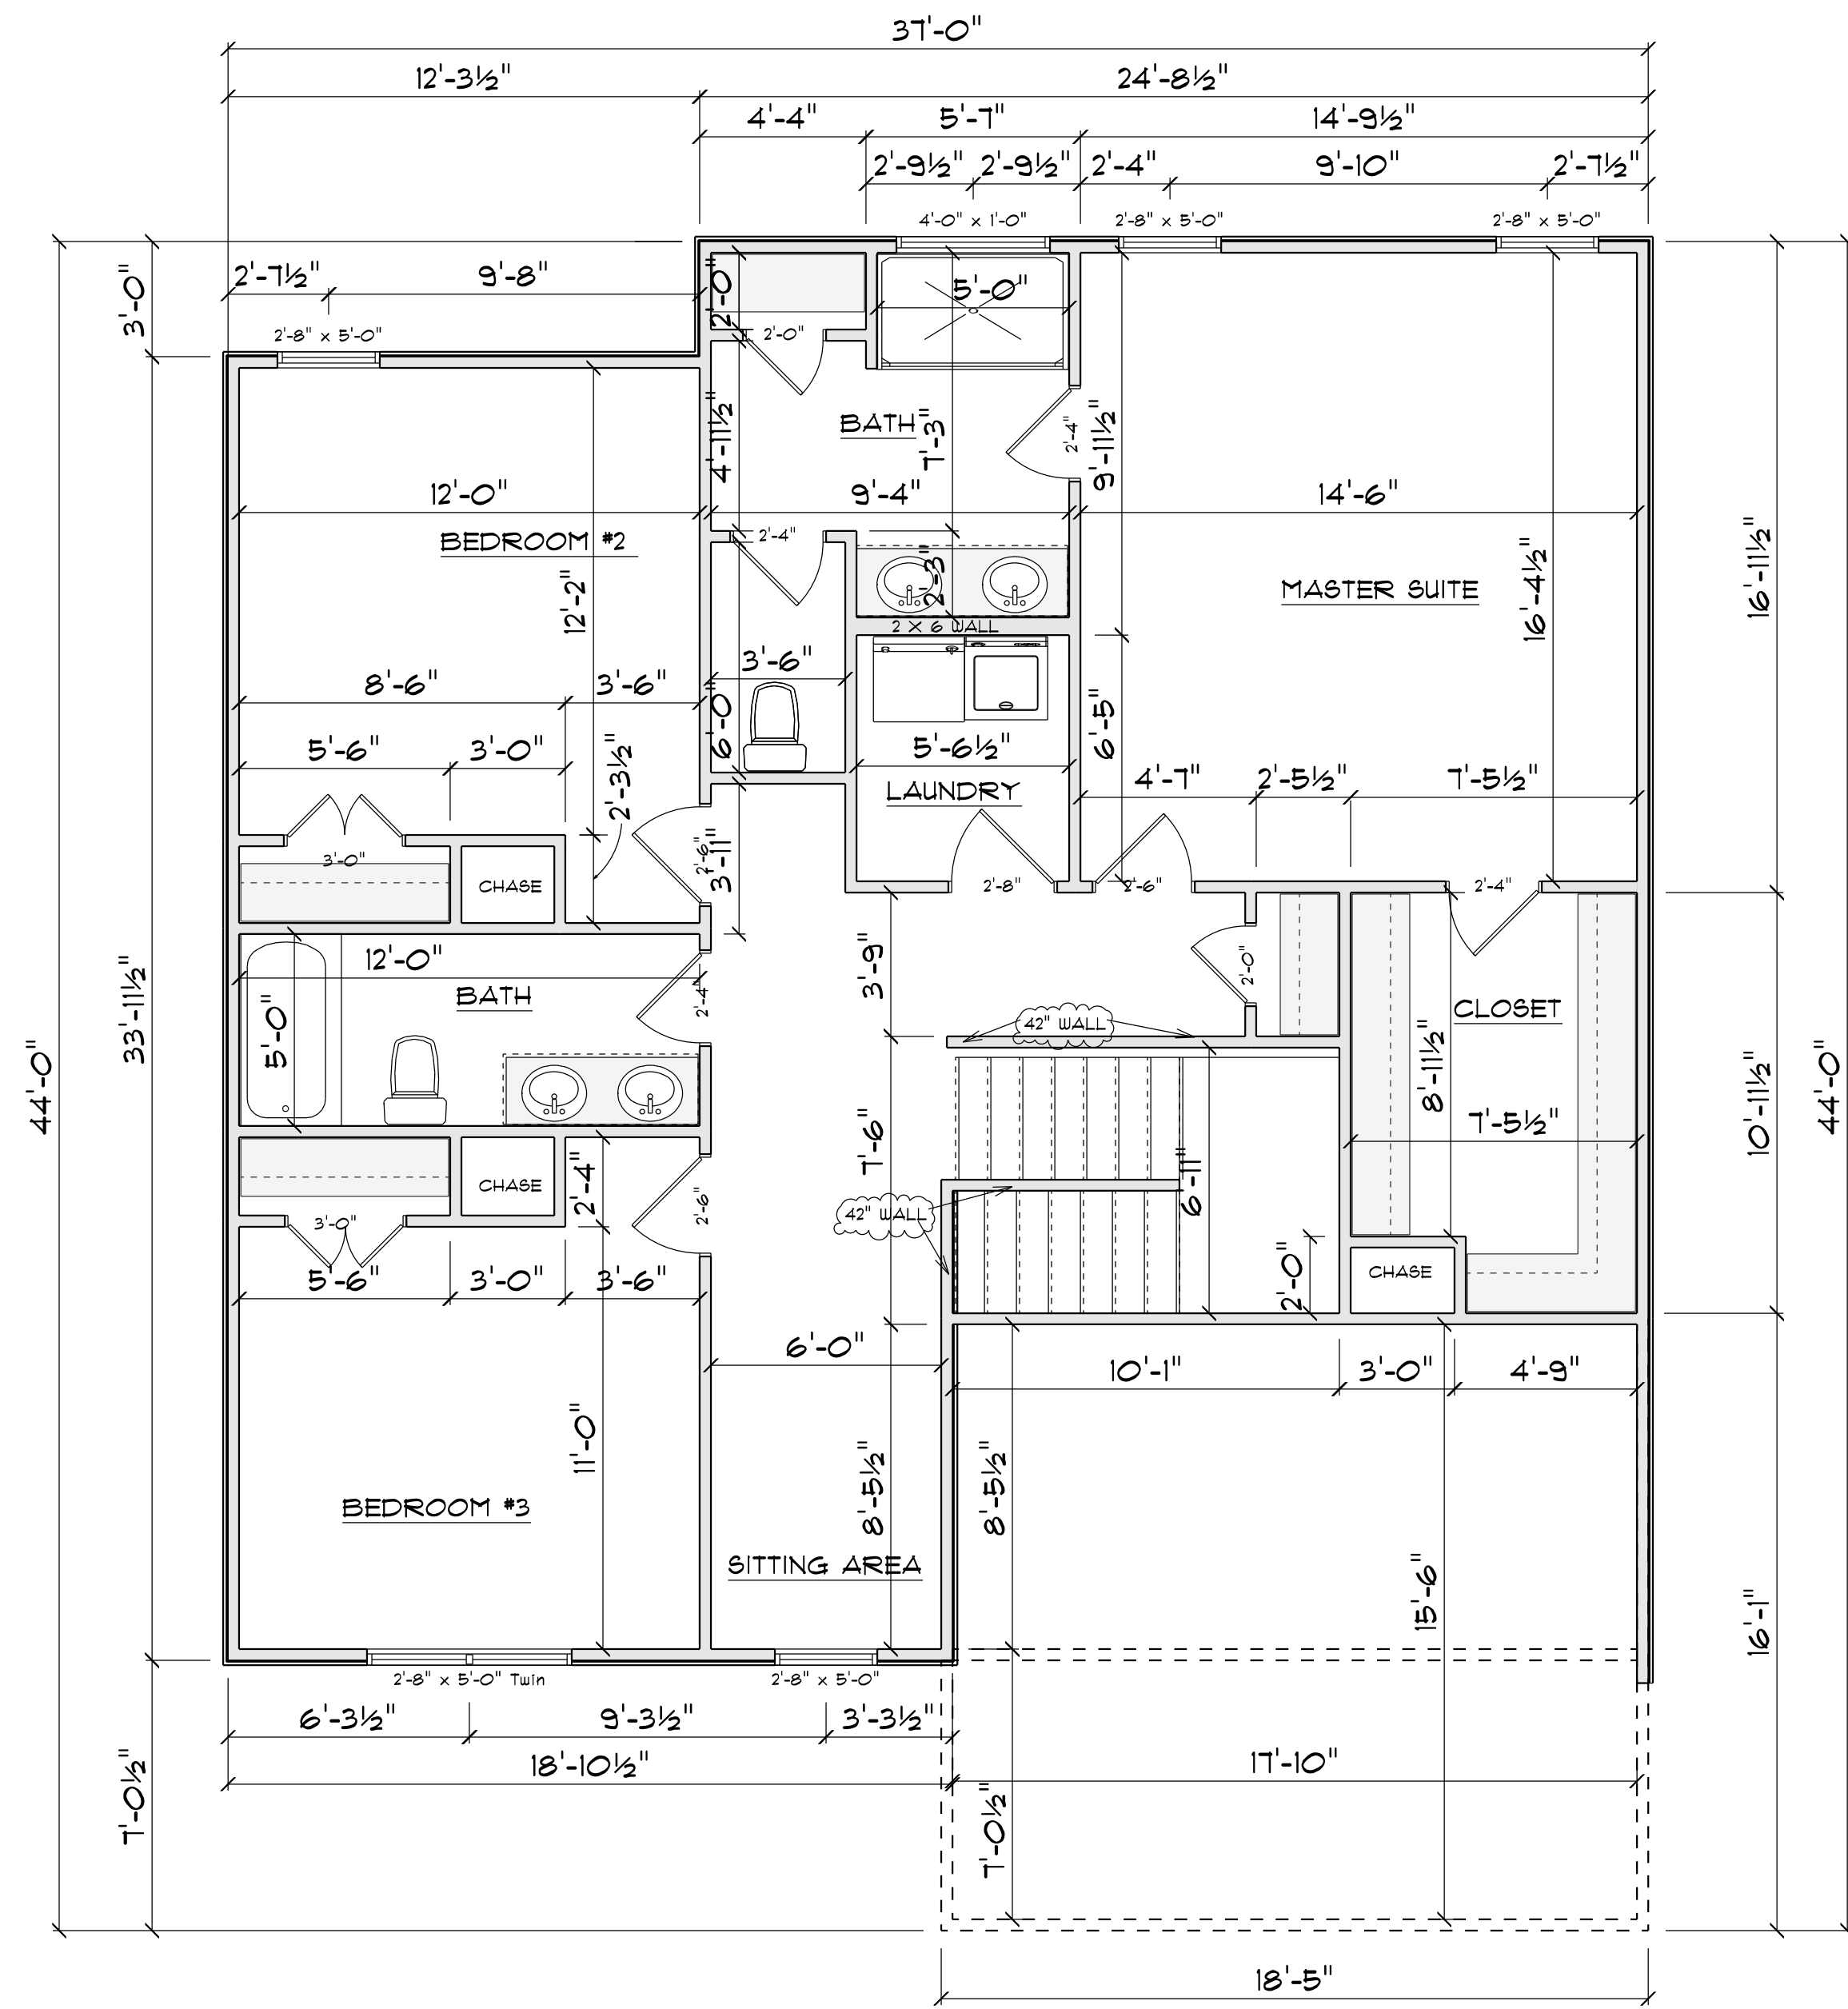 37'-0"
12'-3½" 24'-8½"
4'-4" 5'-7" 14'-9½"
2'-9½" 2'-9½" 2'-4" 9'-10" 2'-7½"
4'-0" x 1'-0" 2'-8" x 5'-0" 2'-8" x 5'-0"
2'-7½" 9'-8"
3'-0"
2'-0"
5'-0"
2'-8" x 5'-0"
2'-0"
BATH
4'-11½"
7'-3"
2'-4"
9'-11½"
12'-0" 9'-4" 14'-6"
BEDROOM #2
2'-4"
2'-3"
12'-2"
MASTER SUITE
16'-4½"
16'-11½"
2 X 6 WALL
8'-6" 3'-6" 3'-6"
6'-0"
6'-5"
5'-6" 3'-0"
2'-3½"
5'-6½"
LAUNDRY
4'-7" 2'-5½" 7'-5½"
3'-0"
CHASE
2'-6"
3'-11"
2'-8" 2'-6" 2'-4"
12'-0"
BATH
2'-4"
3'-9"
2'-0"
5'-0"
42" WALL
CLOSET
33'-11½"
44'-0"
8'-11½"
7'-5½"
10'-11½"
44'-0"
7'-6"
6'-11"
CHASE
2'-4"
3'-0"
2'-6"
42" WALL
2'-0"
CHASE
5'-6" 3'-0" 3'-6"
6'-0"
10'-1" 3'-0" 4'-9"
11'-0"
8'-5½"
8'-5½"
15'-6"
16'-1"
BEDROOM #3
SITTING AREA
2'-8" x 5'-0" Twin 2'-8" x 5'-0"
6'-3½" 9'-3½" 3'-3½"
18'-10½" 17'-10"
7'-0½"
7'-0½"
18'-5"